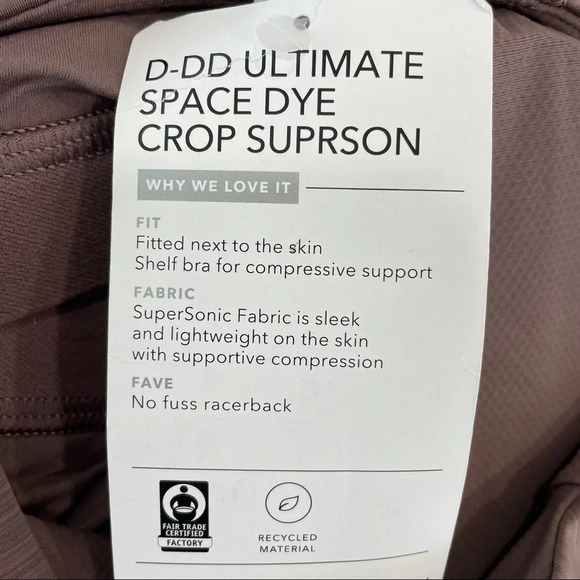 D-DD ULTIMATE
SPACE DYE
CROP SUPRSON
WHY WE LOVE IT
FIT
Fitted next to the skin
Shelf bra for compressive support
FABRIC
SuperSonic Fabric is sleek
and lightweight on the skin
with supportive compression
FAVE
No fuss racerback
FAIR TRADE
CERTIFIED
FACTORY
RECYCLED
MATERIAL